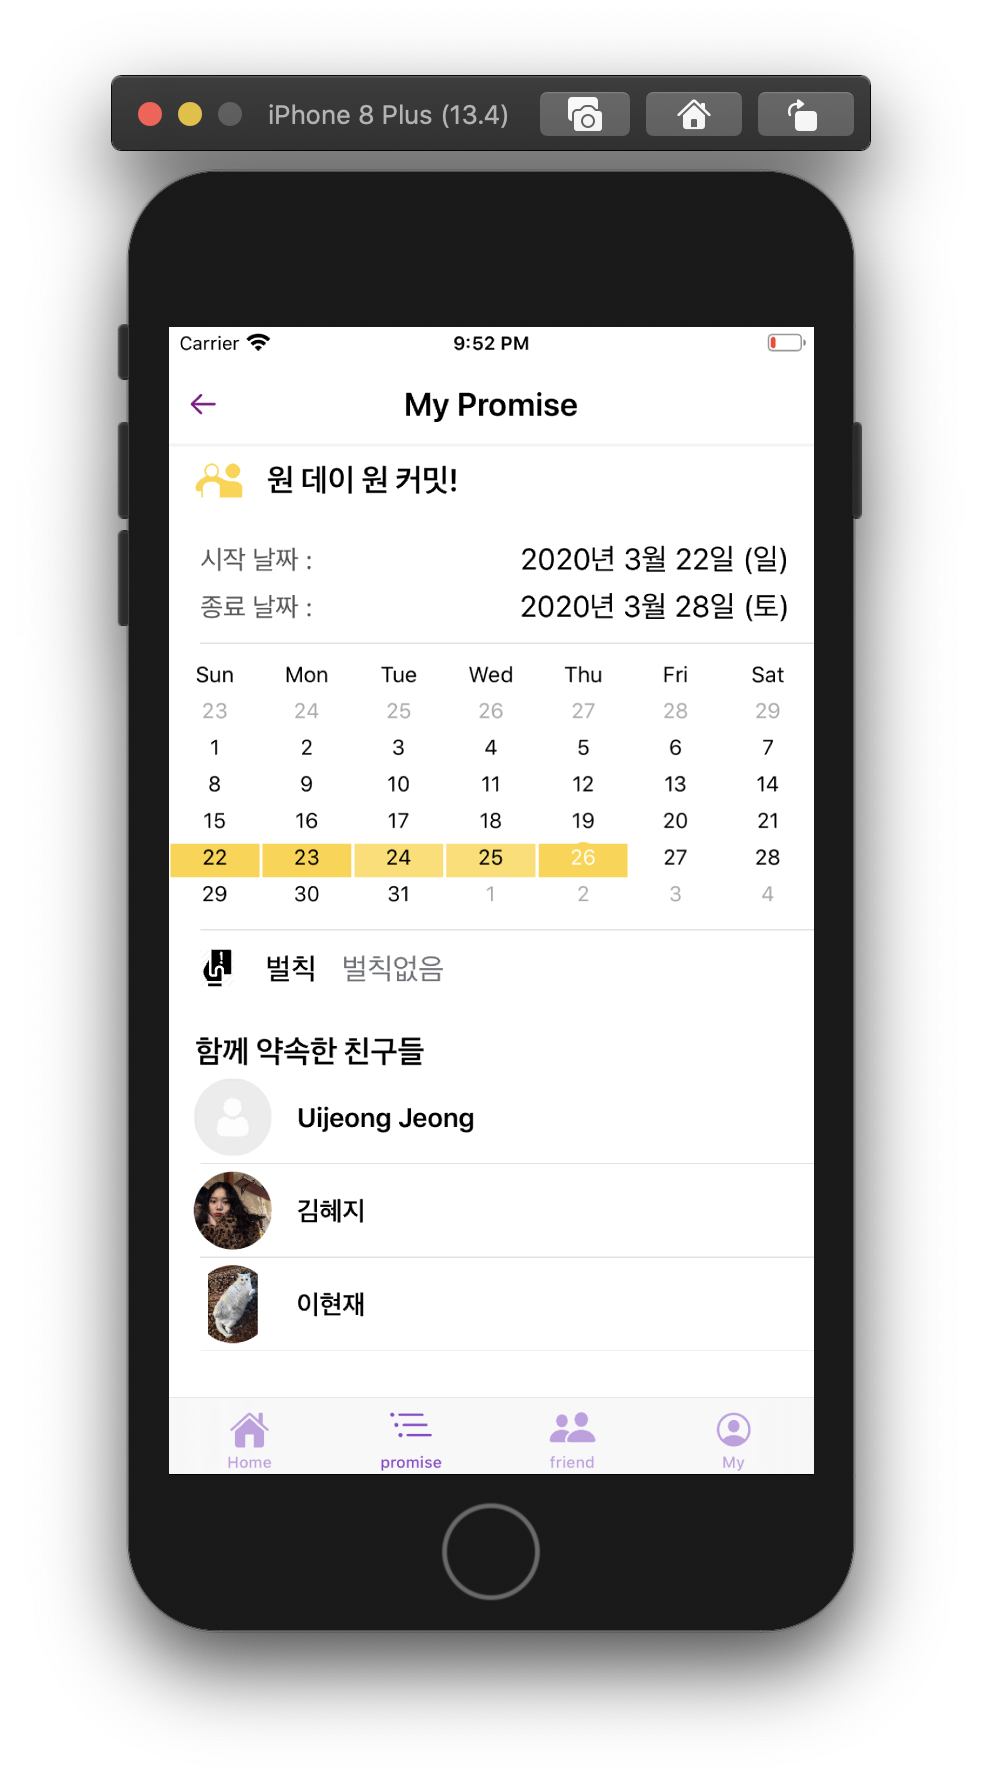 iPhone 8 Plus (13.4)
Carrier 9:52 PM
My Promise
원 데이 원 커밋!
시작 날짜 : 2020년 3월 22일 (일)
종료 날짜 : 2020년 3월 28일 (토)
Sun Mon Tue Wed Thu Fri Sat
23 24 25 26 27 28 29
1 2 3 4 5 6 7
8 9 10 11 12 13 14
15 16 17 18 19 20 21
22 23 24 25 26 27 28
29 30 31 1 2 3 4
벌칙 벌칙없음
함께 약속한 친구들
Uijeong Jeong
김혜지
이현재
Home promise friend My